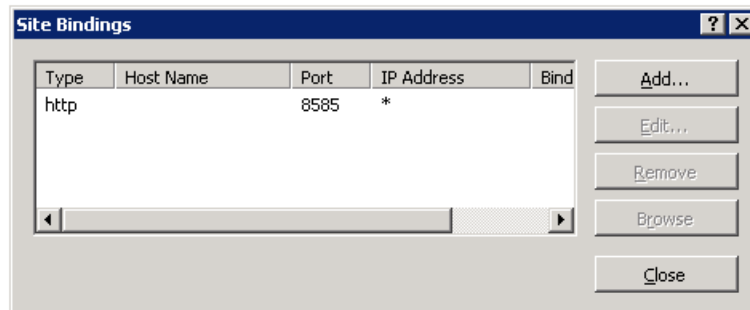 Site Bindings
Type Host Name Port IP Address Bind
http 8585 *
Add...
Edit...
Remove
Browse
Close